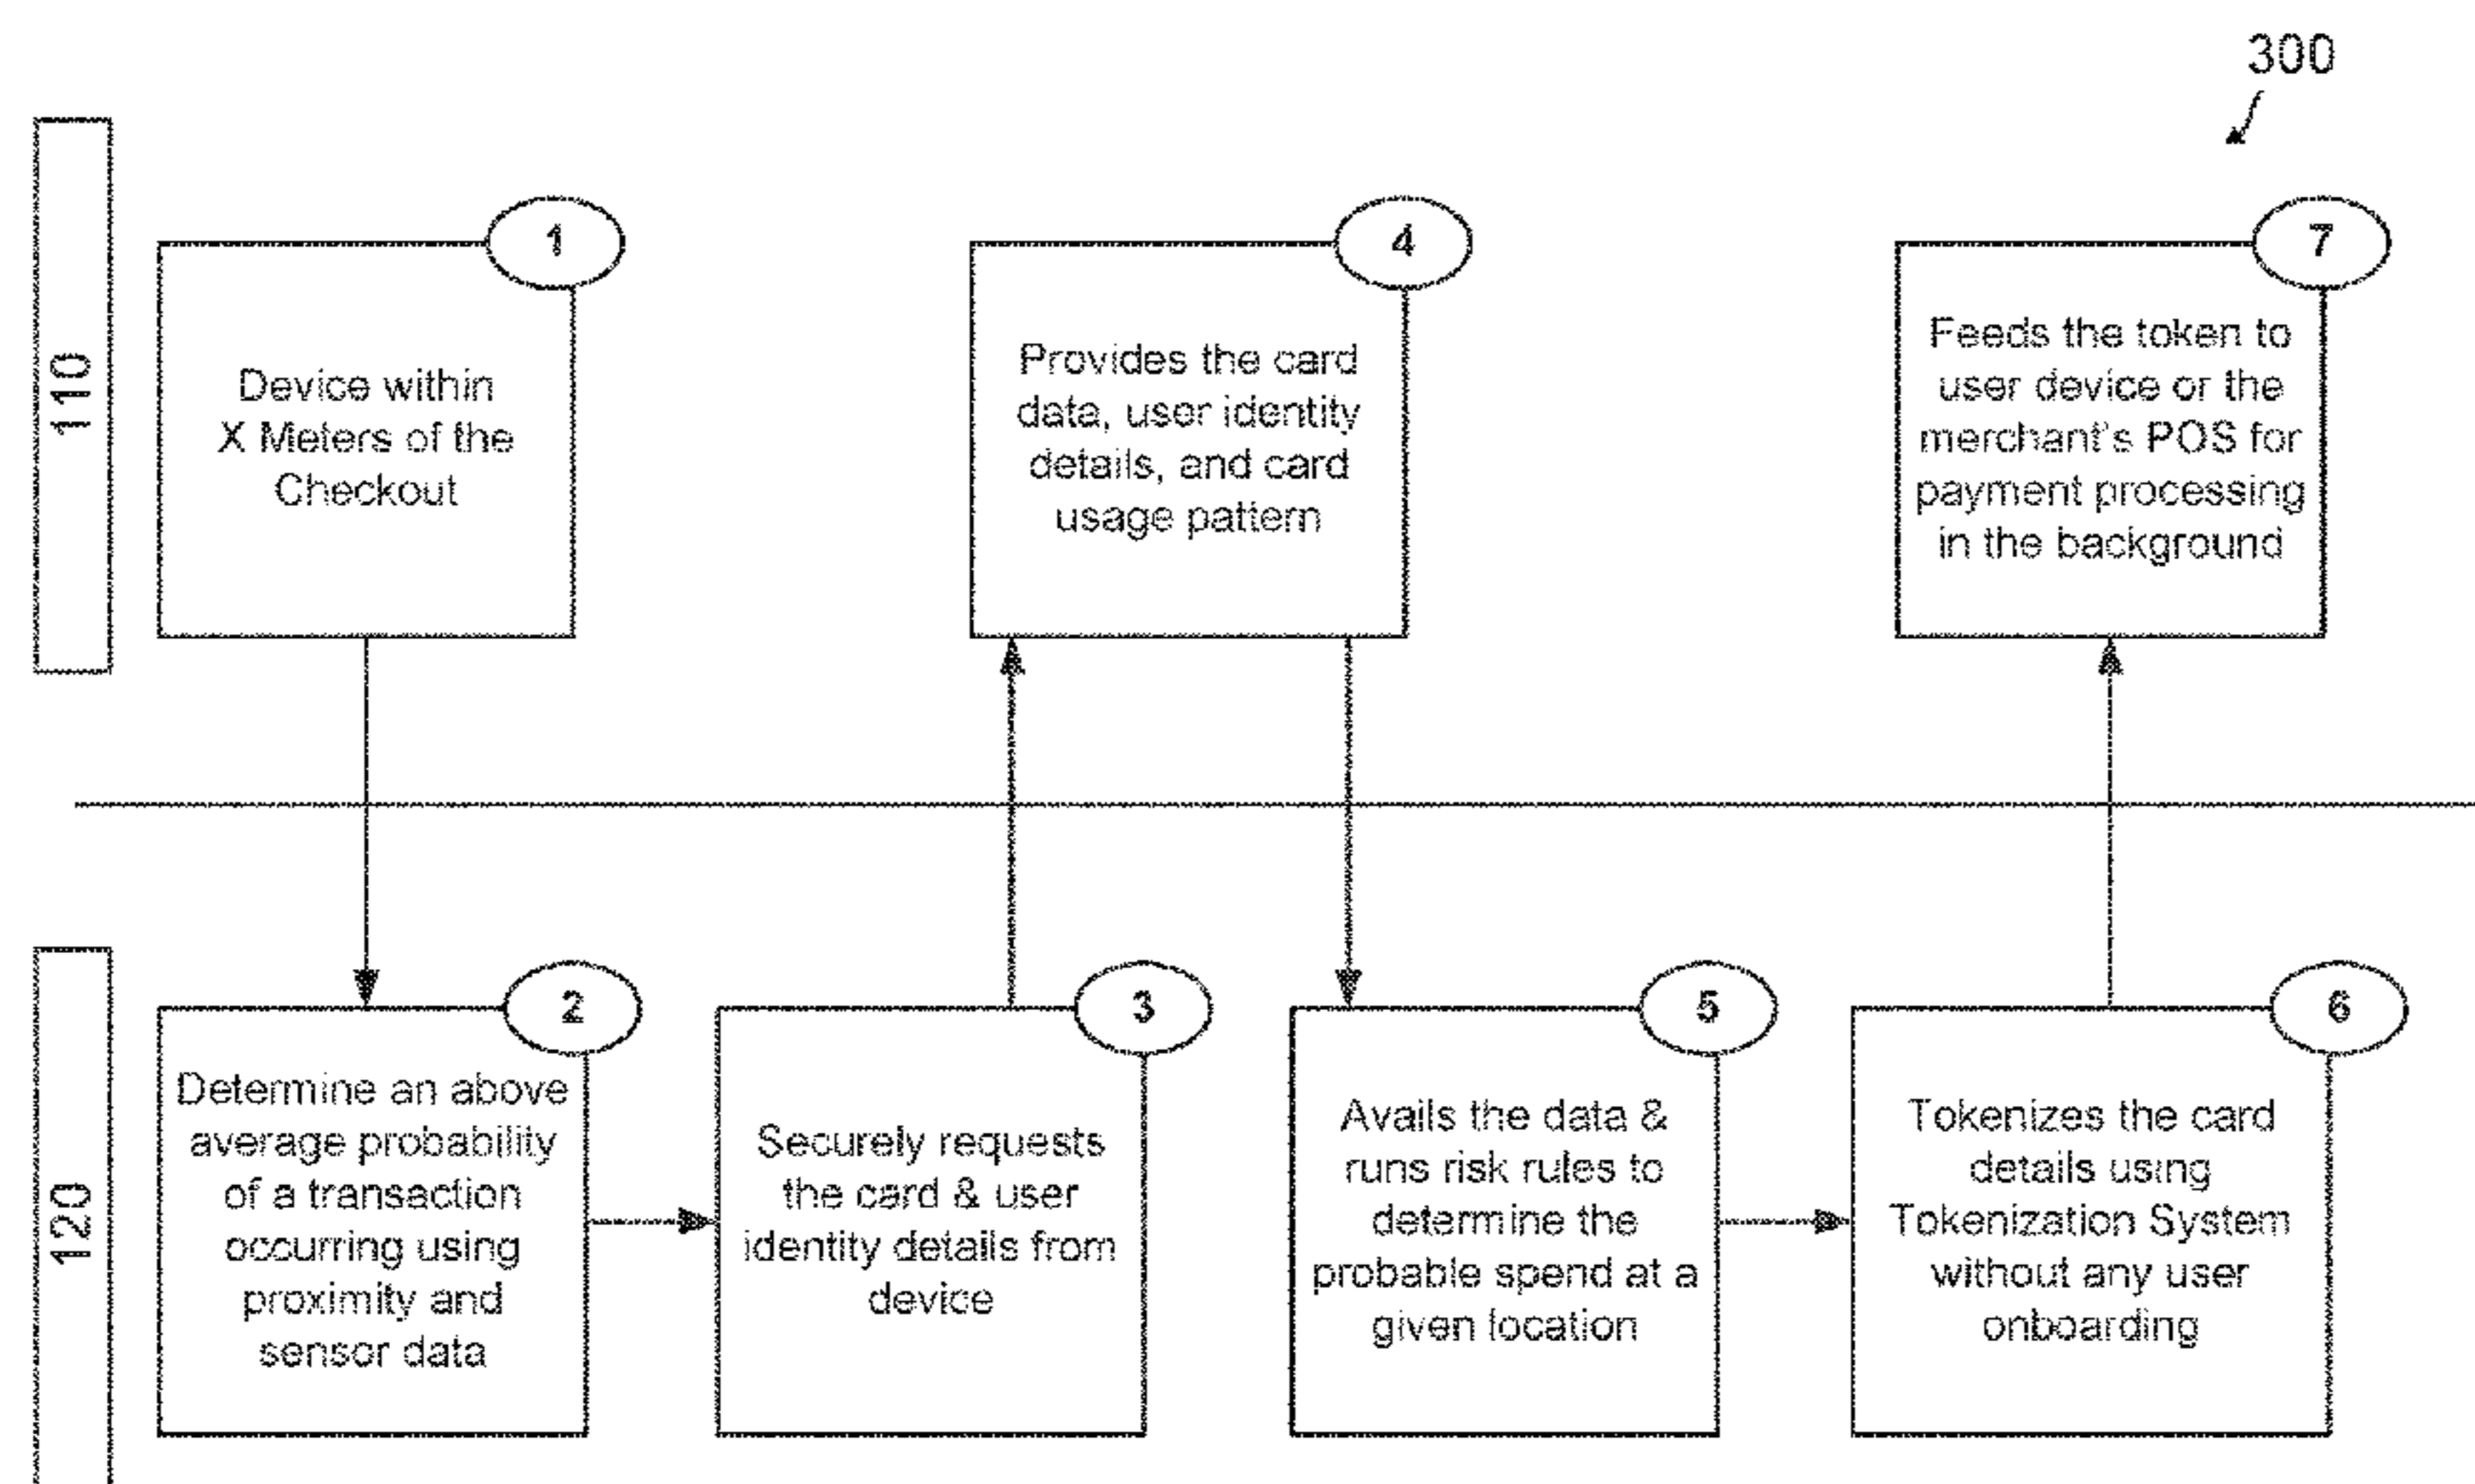 300
110
1
Device within
X Meters of the
Checkout
4
Provides the card
data, user identity
details, and card
usage pattern
7
Feeds the token to
user device or the
merchant's POS for
payment processing
in the background
120
2
Determine an above
average probability
of a transaction
occurring using
proximity and
sensor data
3
Securely requests
the card & user
identity details from
device
5
Avails the data &
runs risk rules to
determine the
probable spend at a
given location
6
Tokenizes the card
details using
Tokenization System
without any user
onboarding